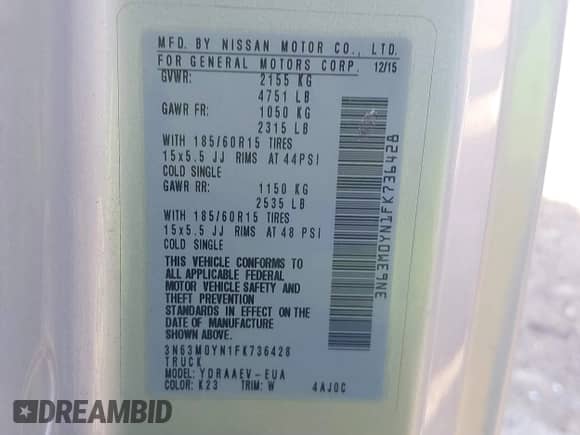 MFD. BY NISSAN MOTOR CO., LTD.
FOR GENERAL MOTORS CORP. 12/15
GVWR: 2155 KG
4751 LB
GAWR FR: 1050 KG
2315 LB
WITH 185/60R15 TIRES
15x5.5 JJ RIMS AT 44PSI
COLD SINGLE
GAWR RR: 1150 KG
2535 LB
WITH 185/60R15 TIRES
15x5.5 JJ RIMS AT 48 PSI
COLD SINGLE
THIS VEHICLE CONFORMS TO
ALL APPLICABLE FEDERAL
MOTOR VEHICLE SAFETY AND
THEFT PREVENTION
STANDARDS IN EFFECT ON THE
DATE OF MANUFACTURE
SHOWN ABOVE.
3N63M0YN1FK736428
TRUCK
MODEL: YDRAAEV-EUA
COLOR: K23 TRIM: W 4AJ0C
3N63M0YN1FK736428
DREAMBID